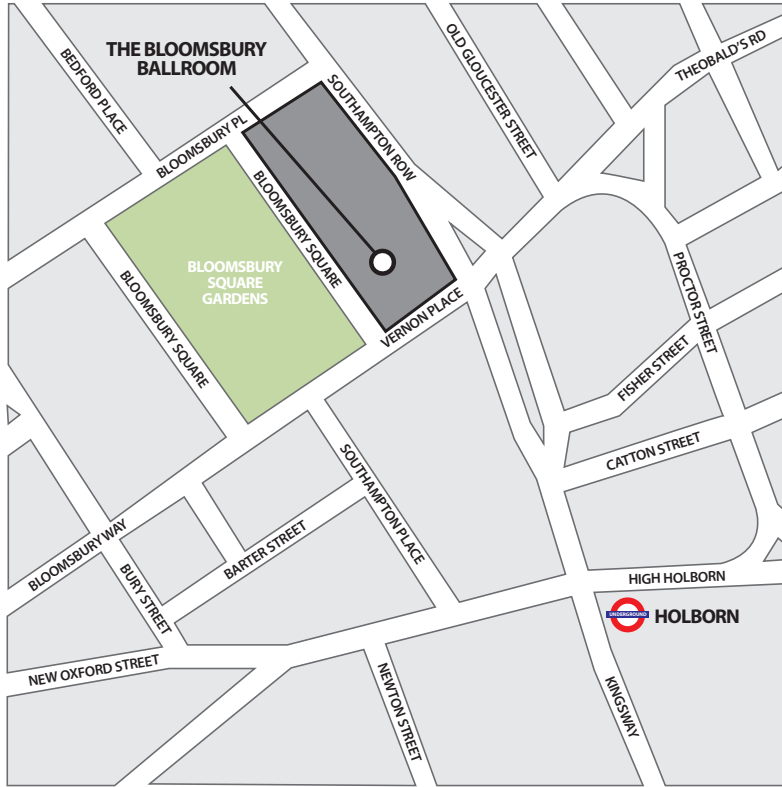 THE BLOOMSBURY
BALLROOM
BEDFORD PLACE
BLOOMSBURY PL
SOUTHAMPTON ROW
OLD GLOUCESTER STREET
THEOBALD'S RD
BLOOMSBURY SQUARE
BLOOMSBURY
SQUARE
GARDENS
BLOOMSBURY SQUARE
VERNON PLACE
PROCTOR STREET
FISHER STREET
CATTON STREET
SOUTHAMPTON PLACE
BLOOMSBURY WAY
BARTER STREET
BURY STREET
HIGH HOLBORN
UNDERGROUND
HOLBORN
NEW OXFORD STREET
NEWTON STREET
KINGSWAY